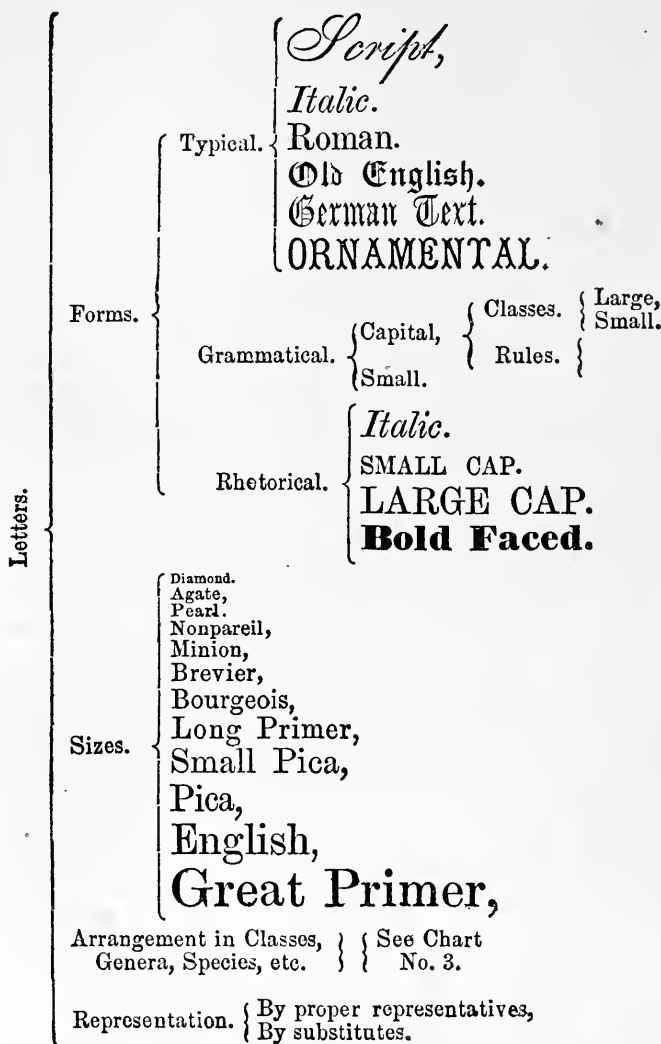 Letters.
Forms.
Typical.
Script,
Italic.
Roman.
Old English.
German Text.
ORNAMENTAL.
Grammatical.
Capital,
Classes.
Large,
Small.
Rules.
Small.
Rhetorical.
Italic.
SMALL CAP.
LARGE CAP.
Bold Faced.
Sizes.
Diamond.
Agate,
Pearl.
Nonpareil,
Minion,
Brevier,
Bourgeois,
Long Primer,
Small Pica,
Pica,
English,
Great Primer,
Arrangement in Classes,
Genera, Species, etc.
See Chart
No. 3.
Representation.
By proper representatives,
By substitutes.